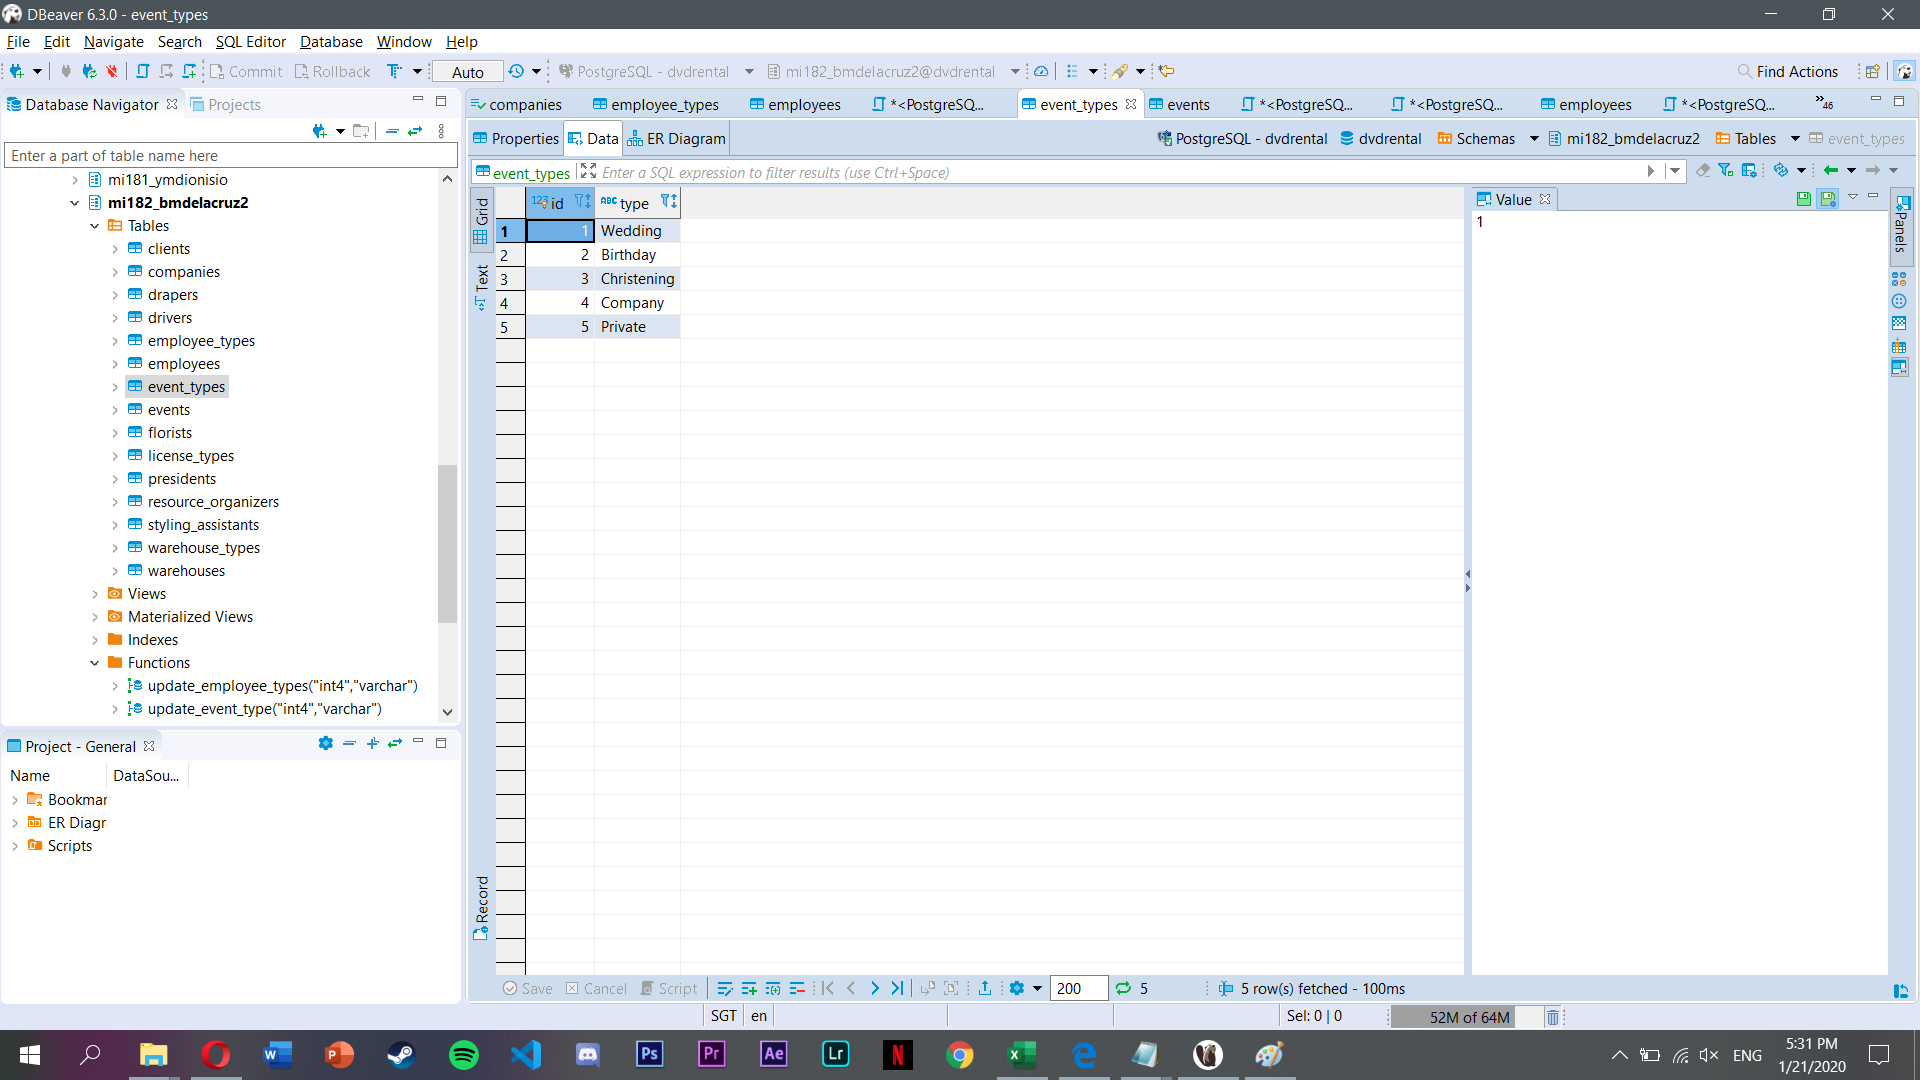 DBeaver 6.3.0 - event_types
File Edit Navigate Search SQL Editor Database Window Help
Commit Rollback Auto PostgreSQL - dvdrental mi182_bmdelacruz2@dvdrental Find Actions
Database Navigator Projects
companies employee_types employees *<PostgreSQ... event_types events *<PostgreSQ... *<PostgreSQ... employees *<PostgreSQ... »46
Properties Data ER Diagram PostgreSQL - dvdrental dvdrental Schemas mi182_bmdelacruz2 Tables event_types
Enter a part of table name here
event_types Enter a SQL expression to filter results (use Ctrl+Space)
mi181_ymdionisio
mi182_bmdelacruz2
Tables
clients
companies
drapers
drivers
employee_types
employees
event_types
events
florists
license_types
presidents
resource_organizers
styling_assistants
warehouse_types
warehouses
Views
Materialized Views
Indexes
Functions
update_employee_types("int4","varchar")
update_event_type("int4","varchar")
Project - General
Name DataSou...
Bookmar
ER Diagr
Scripts
Grid
Text
Record
123 id ABC type
1 1 Wedding
2 2 Birthday
3 3 Christening
4 4 Company
5 5 Private
Value
1
Panels
Save Cancel Script 200 5 5 row(s) fetched - 100ms
SGT en Sel: 0 | 0 52M of 64M
W P Ps Pr Ae Lr N X ENG
5:31 PM
1/21/2020